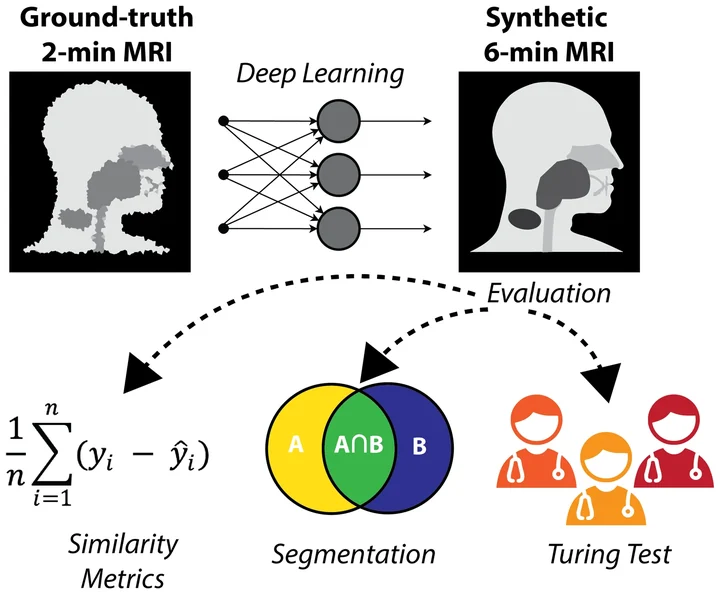 Ground-truth
2-min MRI
Synthetic
6-min MRI
Deep Learning
Evaluation
1/n ∑_{i=1}^{n} (y_i − ŷ_i)
A
A∩B
B
Similarity
Metrics
Segmentation
Turing Test